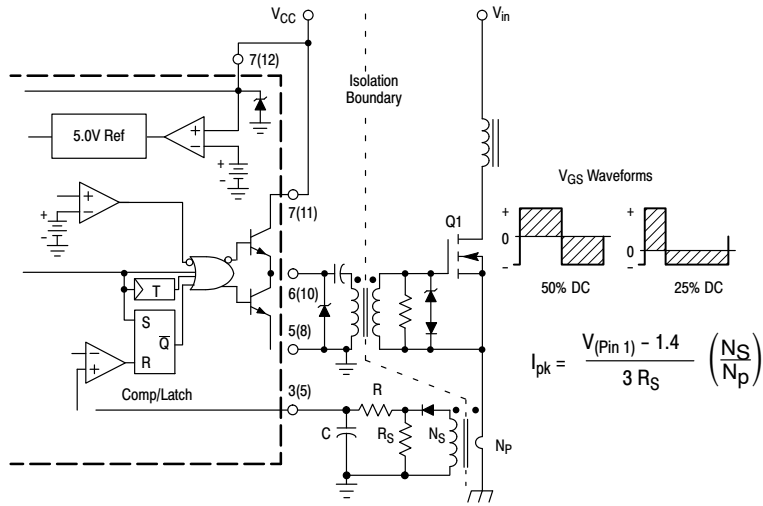 V_CC
V_in
7(12)
Isolation
Boundary
5.0V Ref
+
−
+
−
V_GS Waveforms
+
−
+
−
7(11)
Q1
+
0
−
+
0
−
50% DC
25% DC
6(10)
T
S
Q̅
R
5(8)
I_pk = V_(Pin 1) − 1.4 / 3 R_S (N_S / N_p)
−
+
Comp/Latch
3(5)
R
C
R_S
N_S
N_P